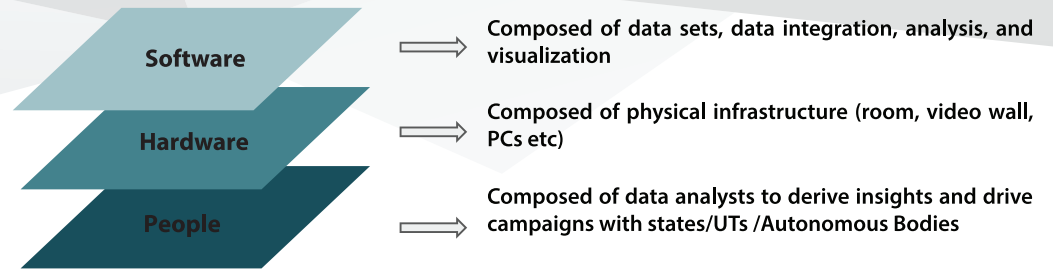 Software
Composed of data sets, data integration, analysis, and
visualization
Hardware
Composed of physical infrastructure (room, video wall,
PCs etc)
People
Composed of data analysts to derive insights and drive
campaigns with states/UTs /Autonomous Bodies